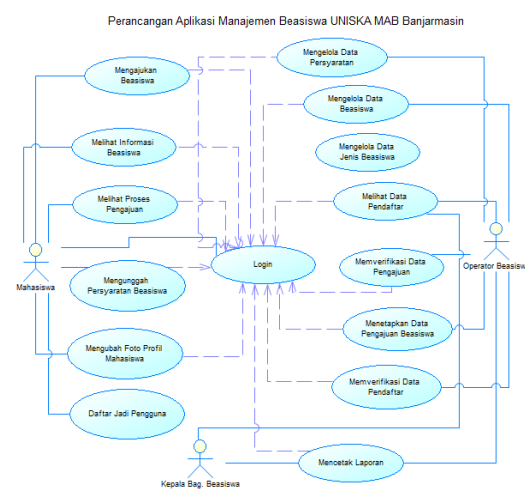 Perancangan Aplikasi Manajemen Beasiswa UNISKA MAB Banjarmasin
Mengelola Data
Persyaratan
Mengajukan
Beasiswa
Mengelola Data
Beasiswa
Melihat Informasi
Beasiswa
Mengelola Data
Jenis Beasiswa
Melihat Proses
Pengajuan
Melihat Data
Pendaftar
Login
Mahasiswa
Mengunggah
Persyaratan Beasiswa
Memverifikasi Data
Pengajuan
Operator Beasiswa
Menetapkan Data
Pengajuan Beasiswa
Mengubah Foto Profil
Mahasiswa
Memverifikasi Data
Pendaftar
Daftar Jadi Pengguna
Mencetak Laporan
Kepala Bag. Beasiswa